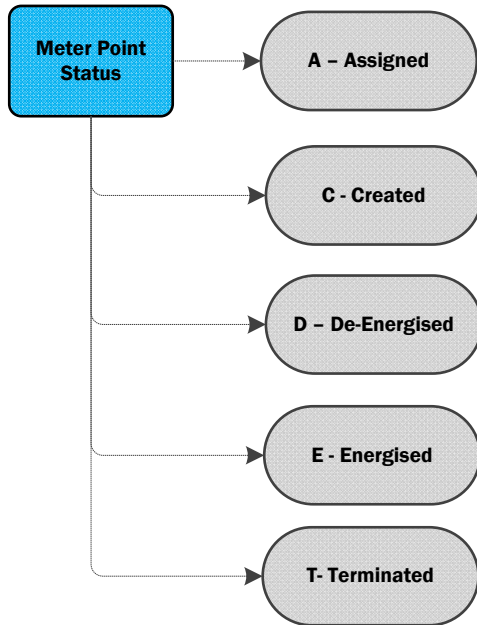 Meter Point
Status
A – Assigned
C - Created
D – De-Energised
E - Energised
T- Terminated